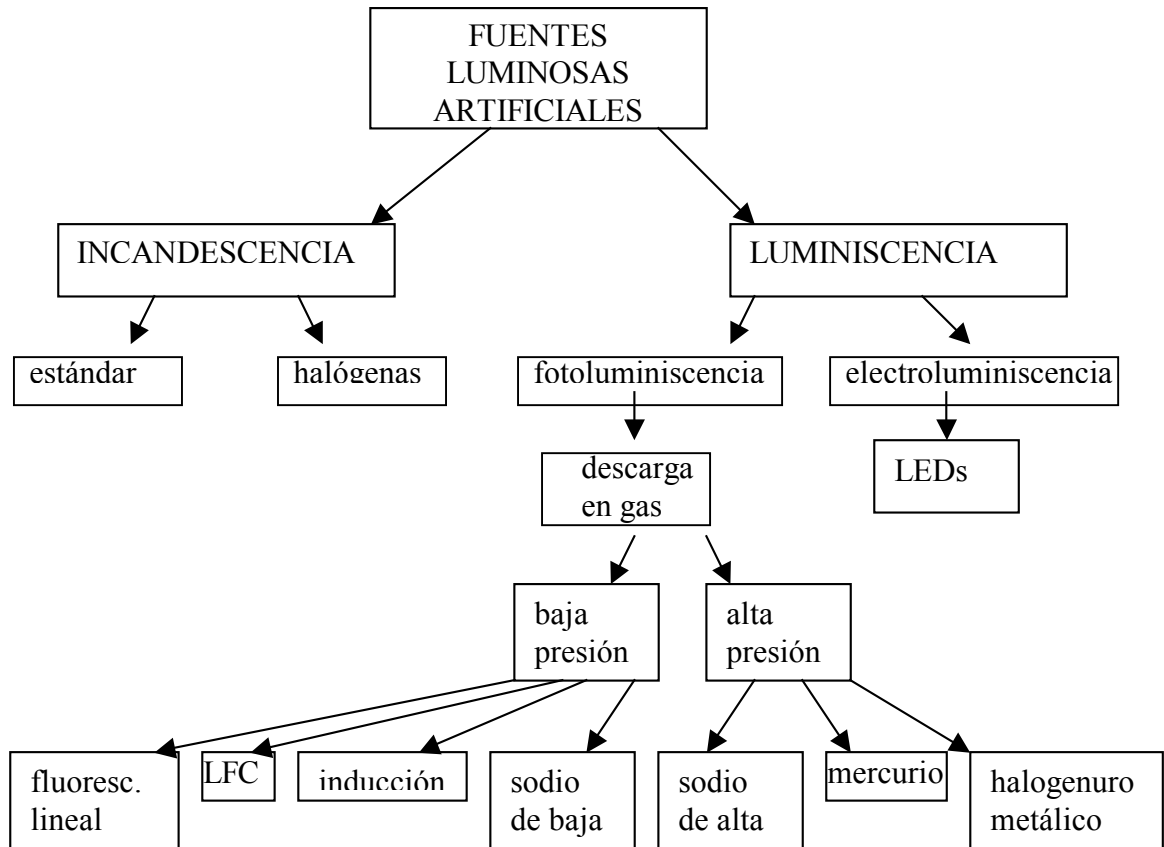 FUENTES
LUMINOSAS
ARTIFICIALES
INCANDESCENCIA
LUMINISCENCIA
estándar
halógenas
fotoluminiscencia
electroluminiscencia
descarga
en gas
LEDs
baja
presión
alta
presión
fluoresc.
lineal
LFC
inducción
sodio
de baja
sodio
de alta
mercurio
halogenuro
metálico